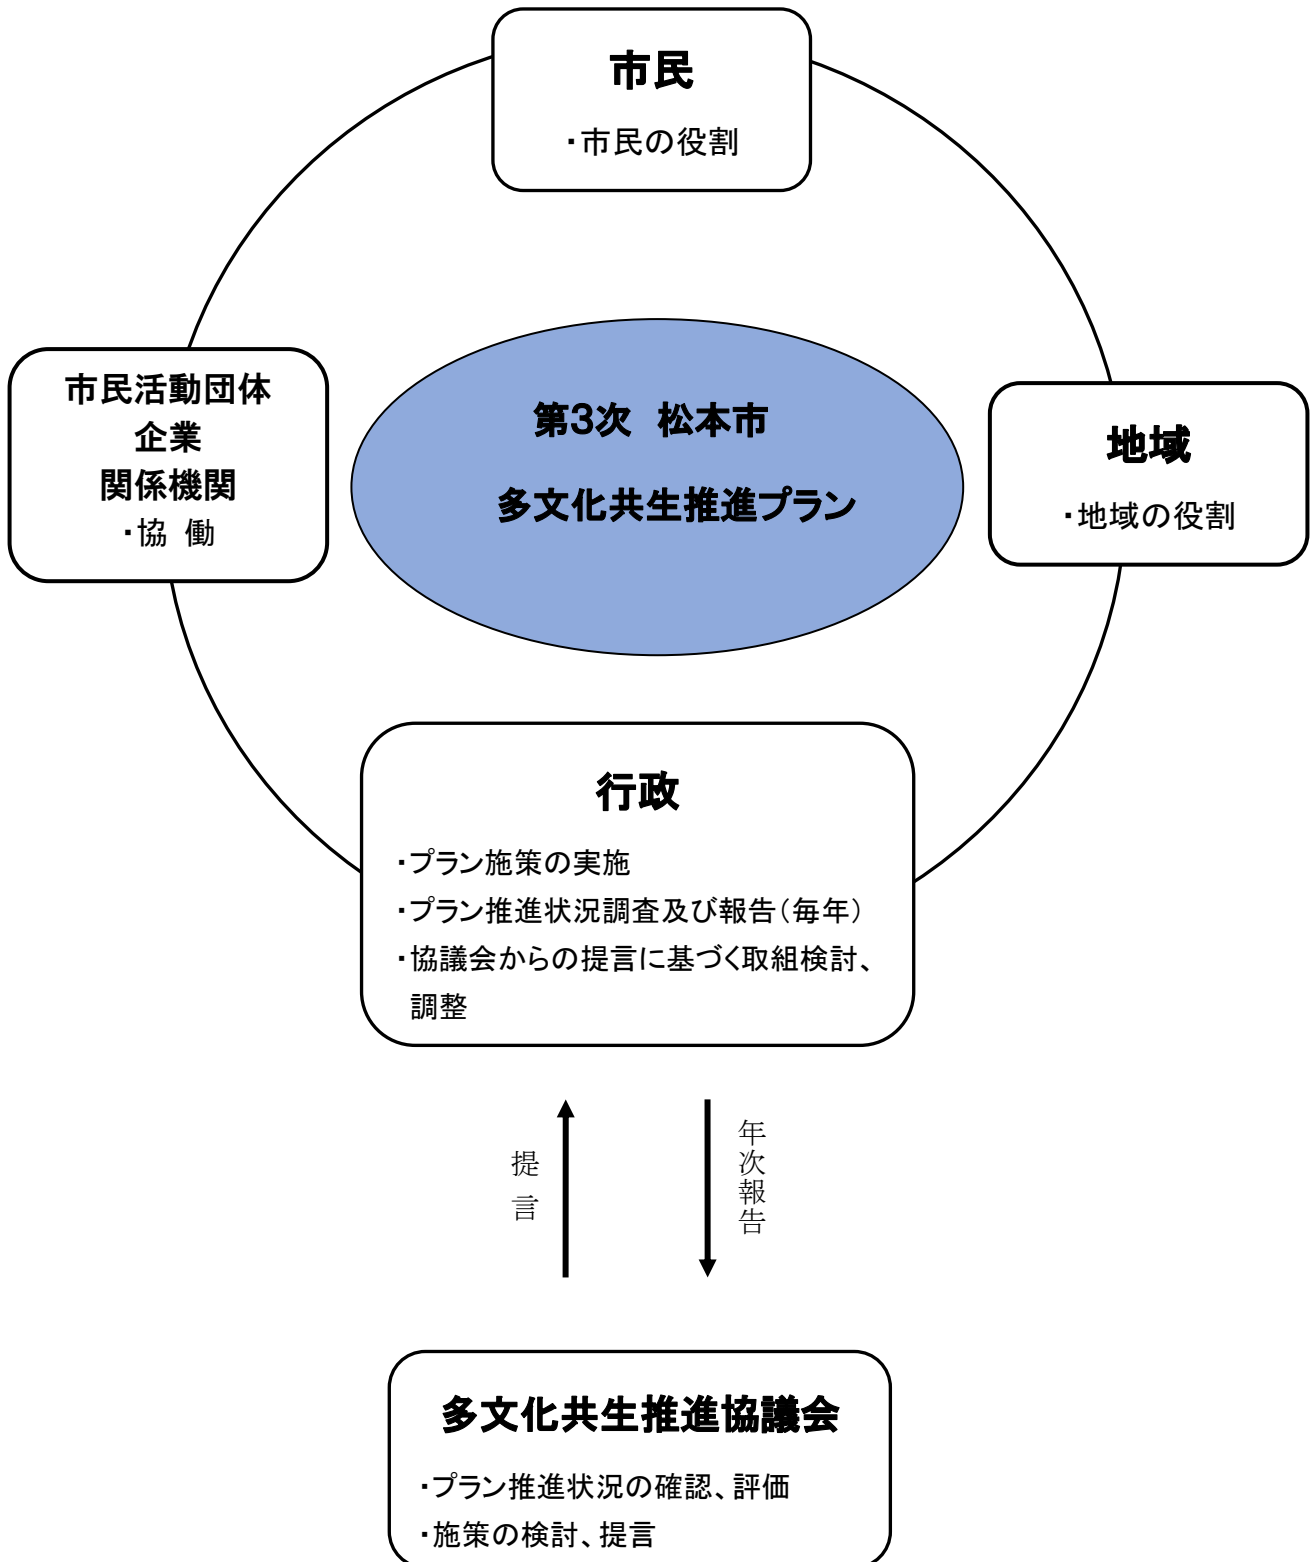 市民
・市民の役割
市民活動団体
企業
関係機関
・協 働
第3次 松本市
多文化共生推進プラン
地域
・地域の役割
行政
・プラン施策の実施
・プラン推進状況調査及び報告(毎年)
・協議会からの提言に基づく取組検討、
調整
提言
年次報告
多文化共生推進協議会
・プラン推進状況の確認、評価
・施策の検討、提言